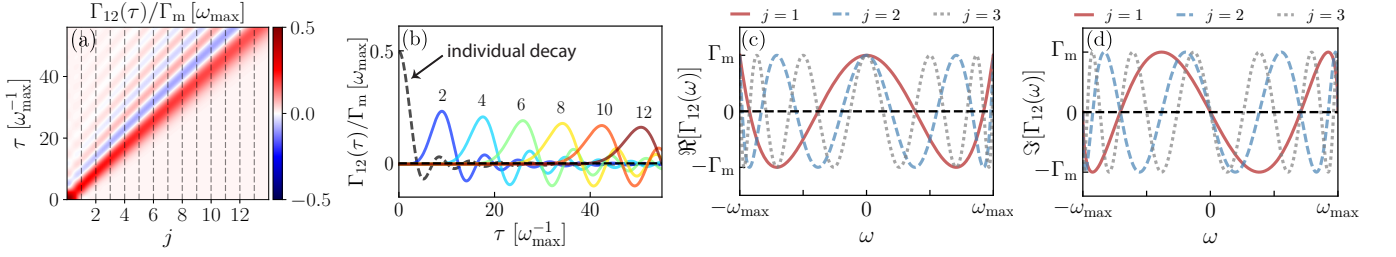 Γ₁₂(τ)/Γₘ [ωₘₐₓ]
(a)
τ [ωₘₐₓ⁻¹]
40
20
0
2 4 6 8 10 12
j
0.5
0.0
−0.5
(b)
Γ₁₂(τ)/Γₘ [ωₘₐₓ]
0.5
0
individual decay
2 4 6 8 10 12
0 20 40
τ [ωₘₐₓ⁻¹]
j = 1 j = 2 j = 3
(c)
ℜ[Γ₁₂(ω)]
Γₘ
0
−Γₘ
−ωₘₐₓ 0 ωₘₐₓ
ω
j = 1 j = 2 j = 3
(d)
ℑ[Γ₁₂(ω)]
Γₘ
0
−Γₘ
−ωₘₐₓ 0 ωₘₐₓ
ω